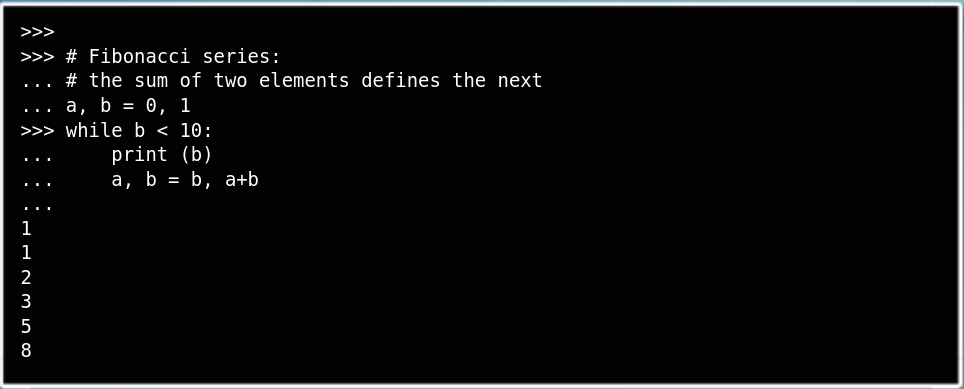 >>>
>>> # Fibonacci series:
... # the sum of two elements defines the next
... a, b = 0, 1
>>> while b < 10:
...     print (b)
...     a, b = b, a+b
...
1
1
2
3
5
8